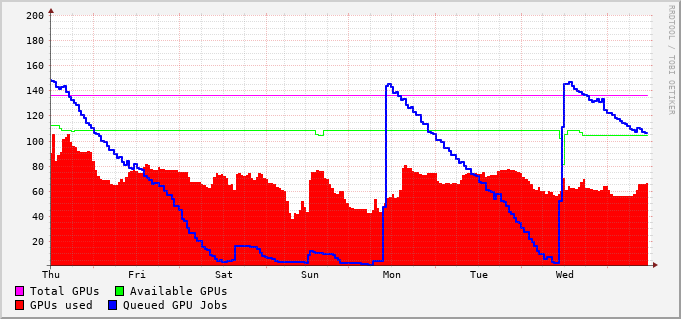 200
180
160
140
120
100
80
60
40
20
Thu Fri Sat Sun Mon Tue Wed
Total GPUs Available GPUs
GPUs used Queued GPU Jobs
RRDTOOL / TOBI OETIKER